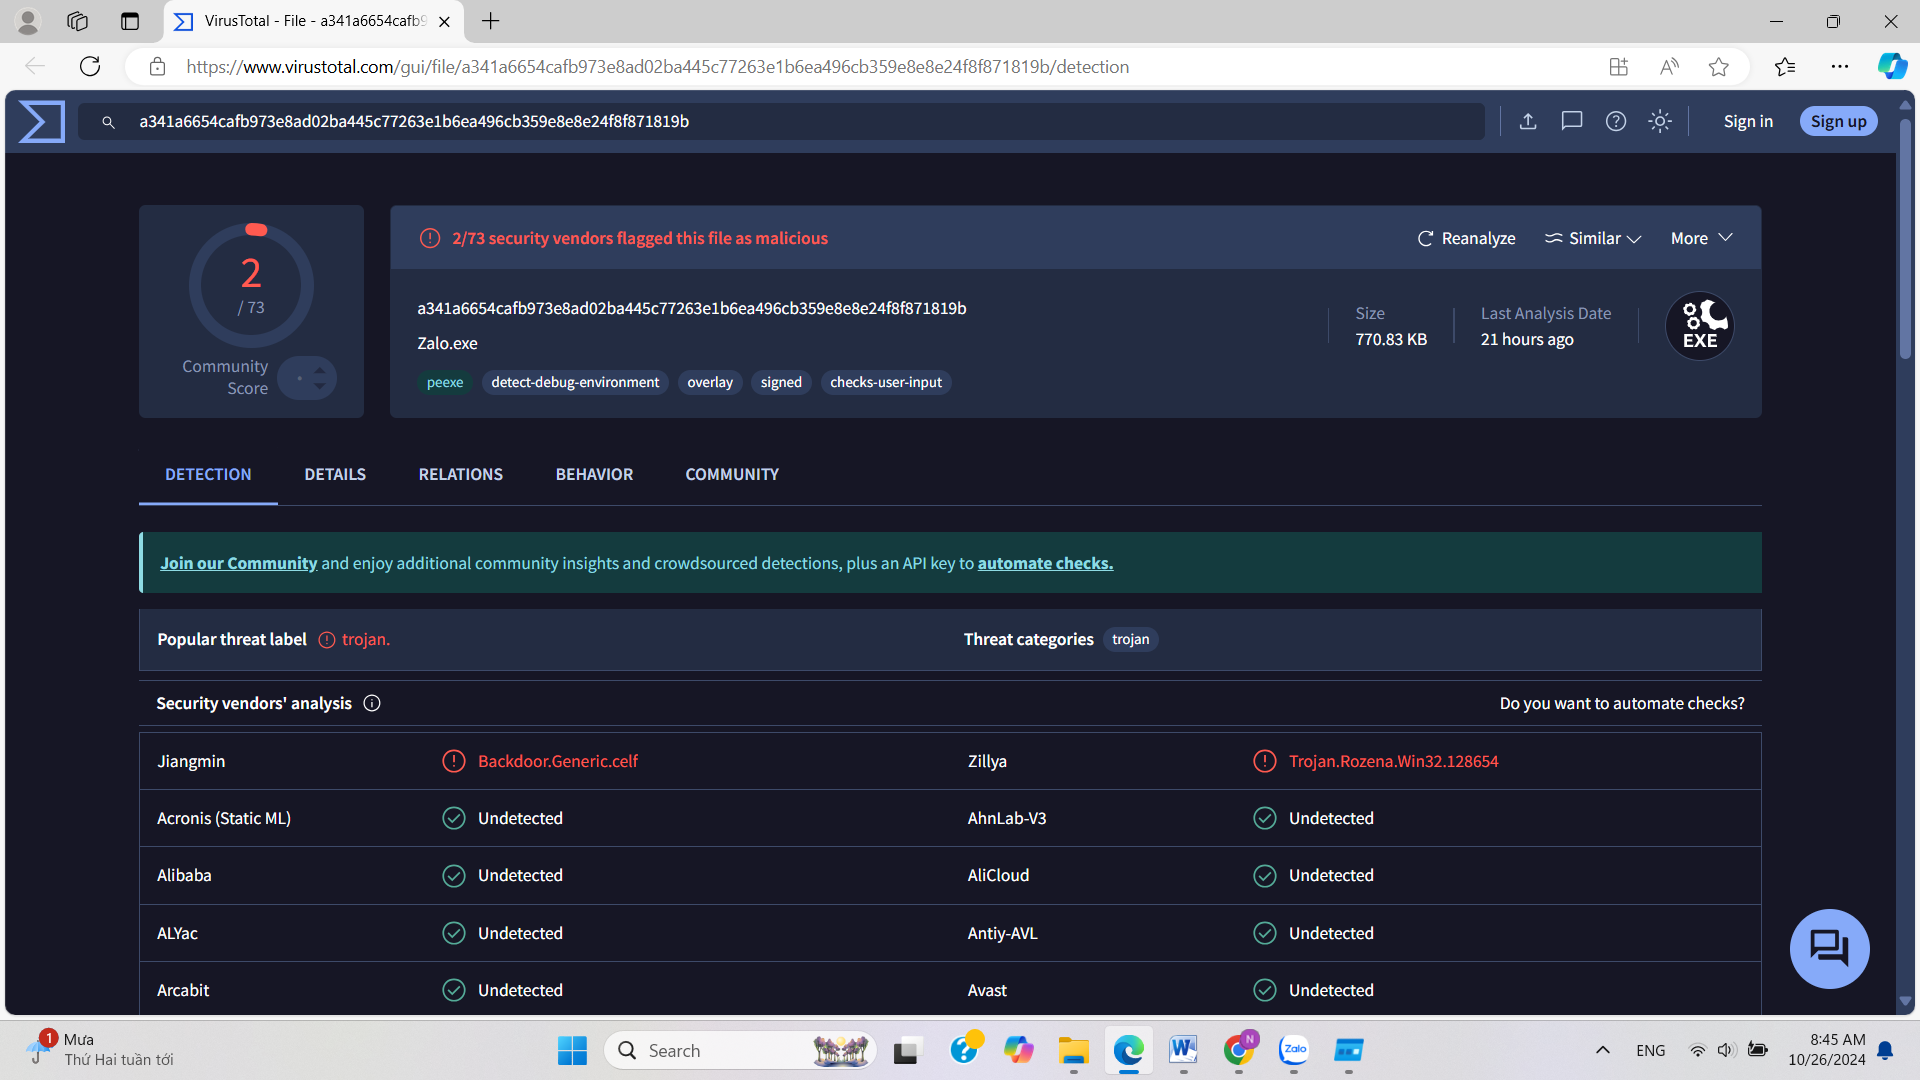 VirusTotal - File - a341a6654cafb9
https://www.virustotal.com/gui/file/a341a6654cafb973e8ad02ba445c77263e1b6ea496cb359e8e8e24f8f871819b/detection
a341a6654cafb973e8ad02ba445c77263e1b6ea496cb359e8e8e24f8f871819b
Sign in
Sign up
2/73 security vendors flagged this file as malicious
Reanalyze
Similar
More
2
/ 73
Community
Score
a341a6654cafb973e8ad02ba445c77263e1b6ea496cb359e8e8e24f8f871819b
Zalo.exe
peexe detect-debug-environment overlay signed checks-user-input
Size
770.83 KB
Last Analysis Date
21 hours ago
EXE
DETECTION DETAILS RELATIONS BEHAVIOR COMMUNITY
Join our Community and enjoy additional community insights and crowdsourced detections, plus an API key to automate checks.
Popular threat label trojan. Threat categories trojan
Security vendors' analysis Do you want to automate checks?
Jiangmin Backdoor.Generic.celf Zillya Trojan.Rozena.Win32.128654
Acronis (Static ML) Undetected AhnLab-V3 Undetected
Alibaba Undetected AliCloud Undetected
ALYac Undetected Antiy-AVL Undetected
Arcabit Undetected Avast Undetected
1
Mưa
Thứ Hai tuần tới
Search
N
Zalo
ENG
8:45 AM
10/26/2024